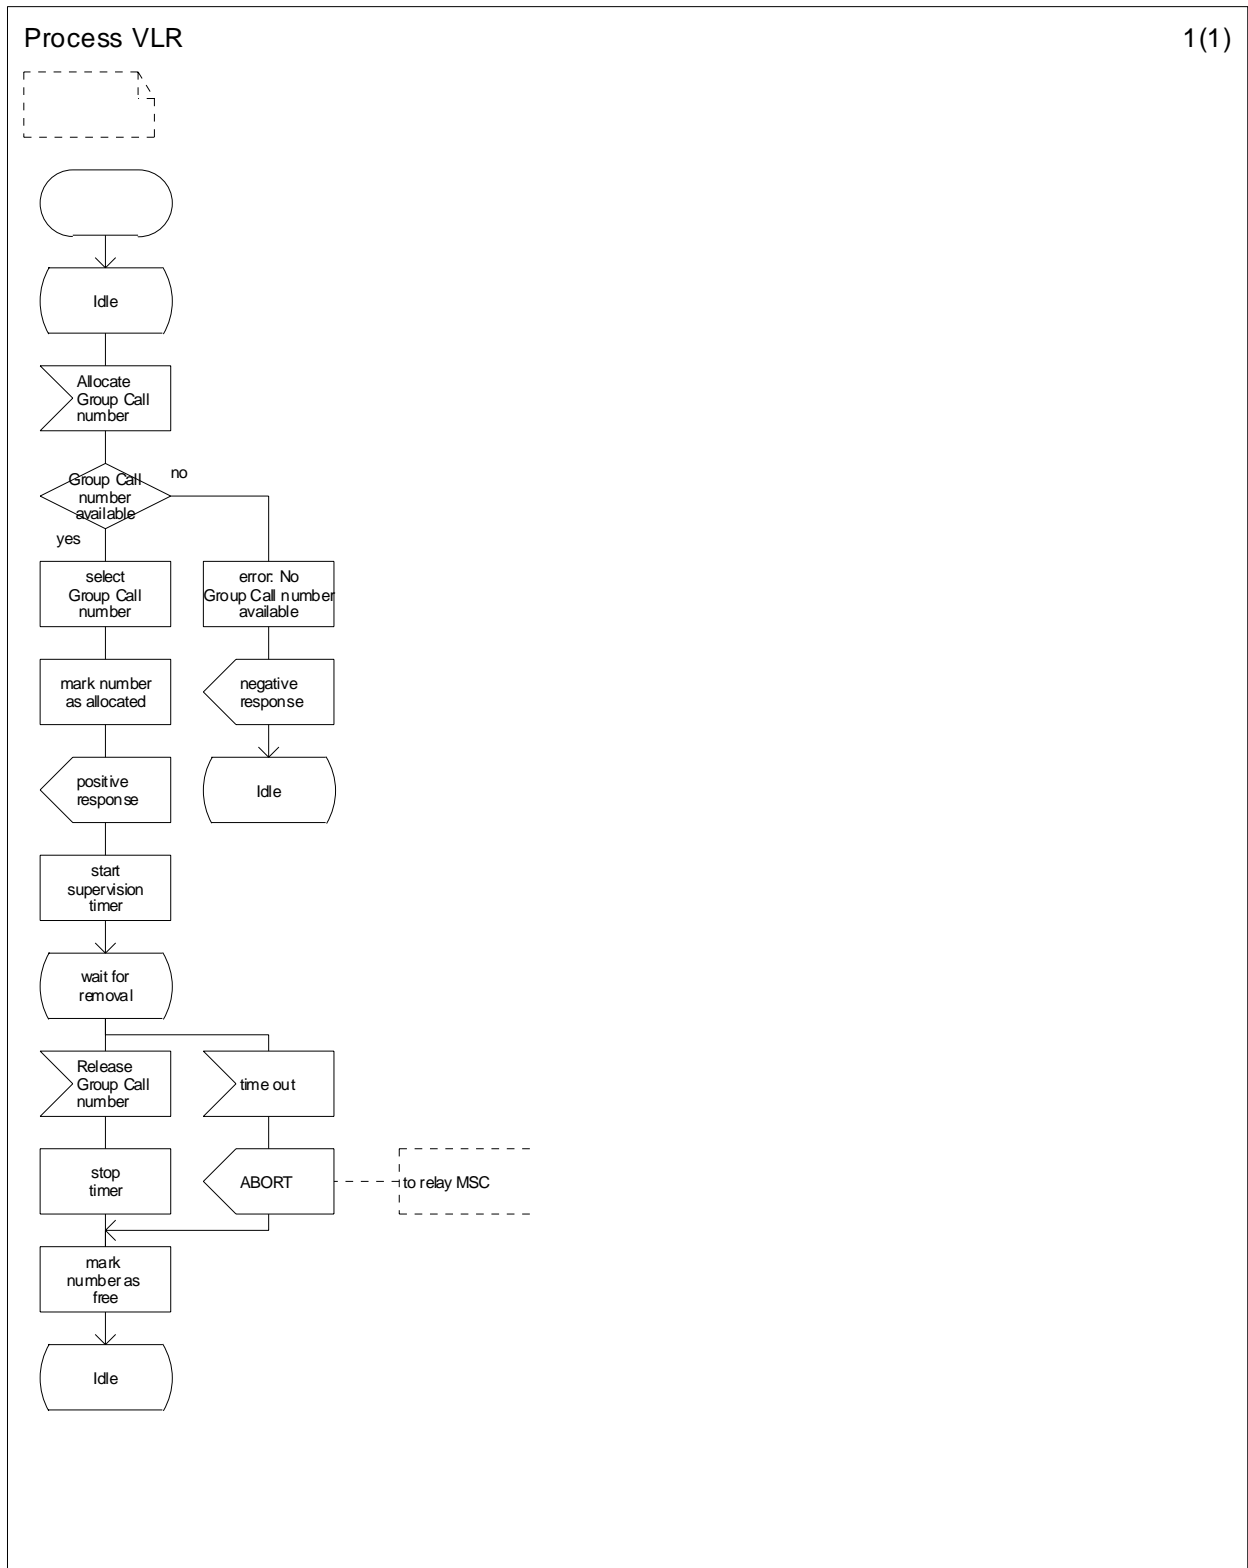 Process VLR
1(1)
Idle
Allocate
Group Call
number
Group Call
number
available
no
yes
select
Group Call
number
error: No
Group Call number
available
mark number
as allocated
negative
response
positive
response
Idle
start
supervision
timer
wait for
removal
Release
Group Call
number
time out
stop
timer
ABORT
to relay MSC
mark
number as
free
Idle